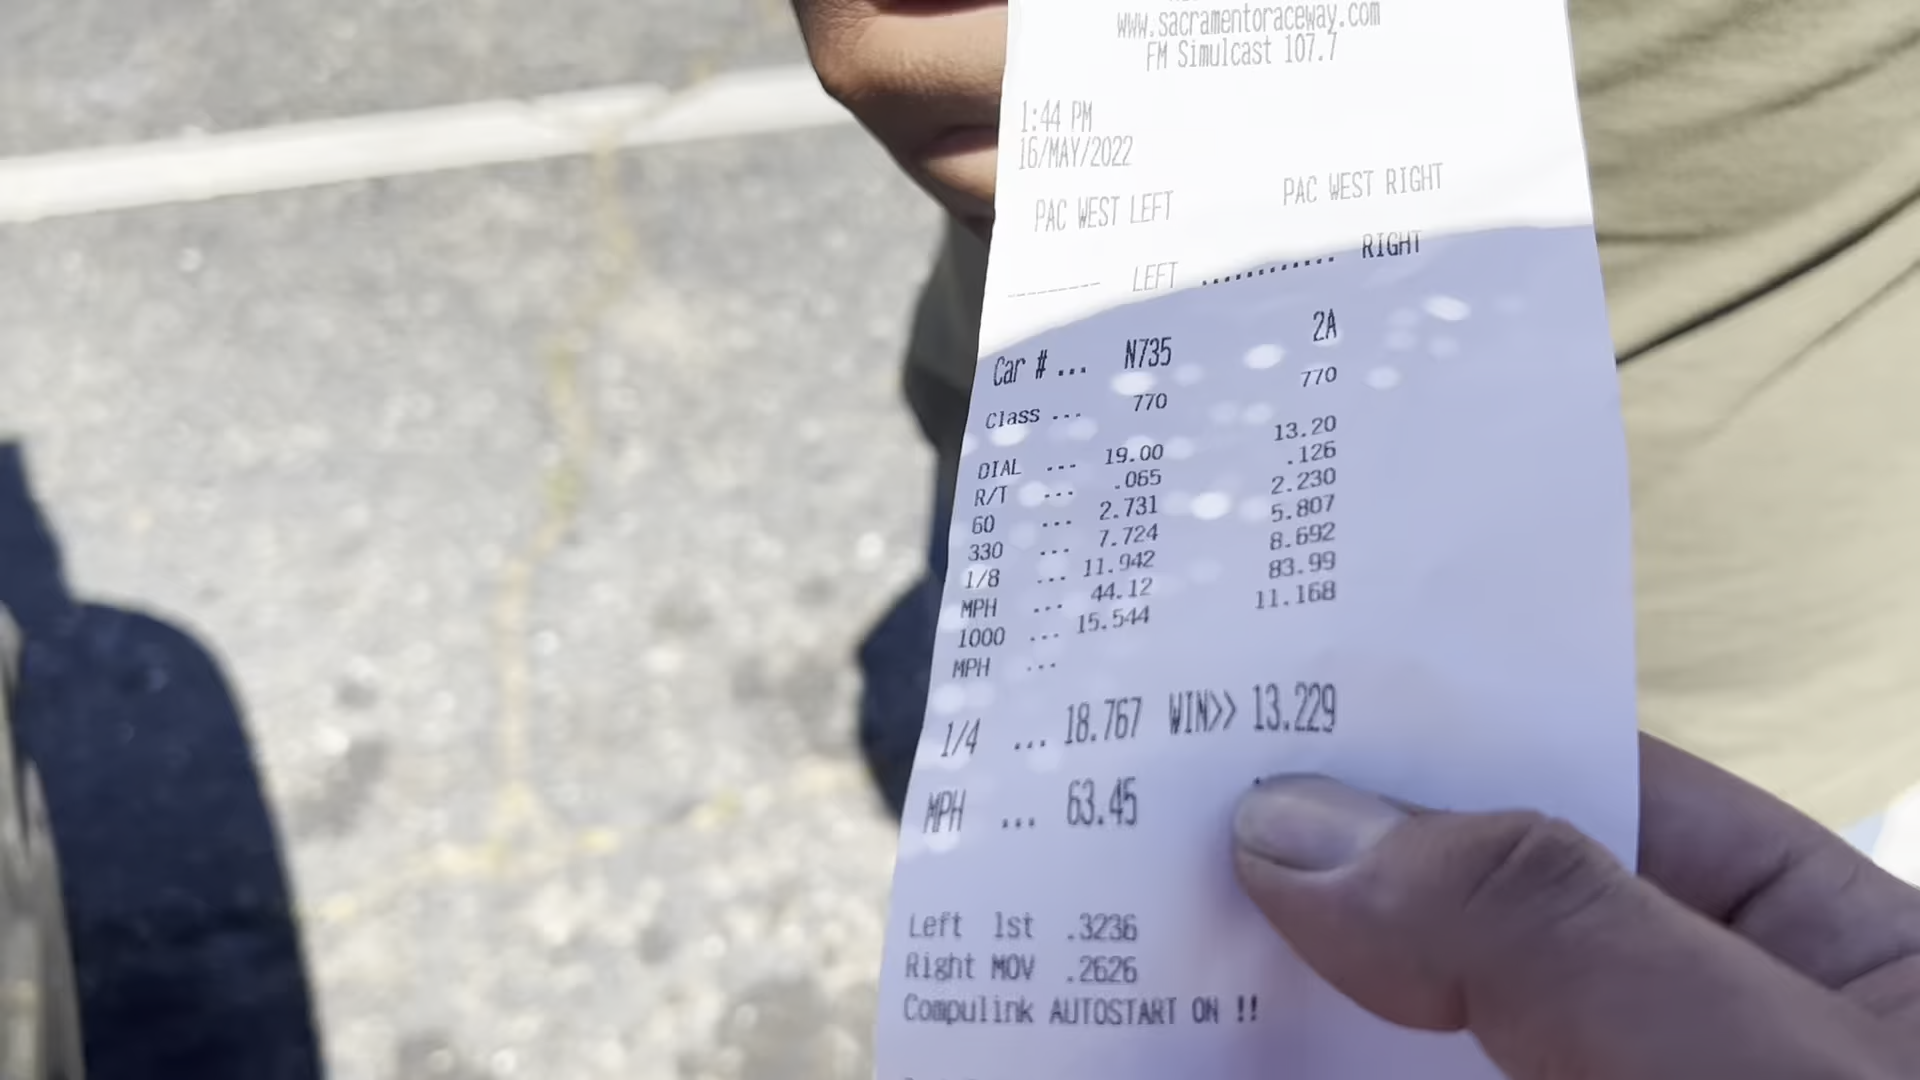 www.sacramentoraceway.com
FM Simulcast 107.7
1:44 PM
16/MAY/2022
PAC WEST LEFT PAC WEST RIGHT
--------- LEFT ............ RIGHT
Car # ... N735 2A
Class ... 770 770
DIAL ... 19.00 13.20
R/T ... .065 .126
60 ... 2.731 2.230
330 ... 7.724 5.807
1/8 ... 11.942 8.692
MPH ... 44.12 83.99
1000 ... 15.544 11.168
MPH ...
1/4 ... 18.767 WIN>> 13.229
MPH ... 63.45
Left 1st .3236
Right MOV .2626
Compulink AUTOSTART ON !!